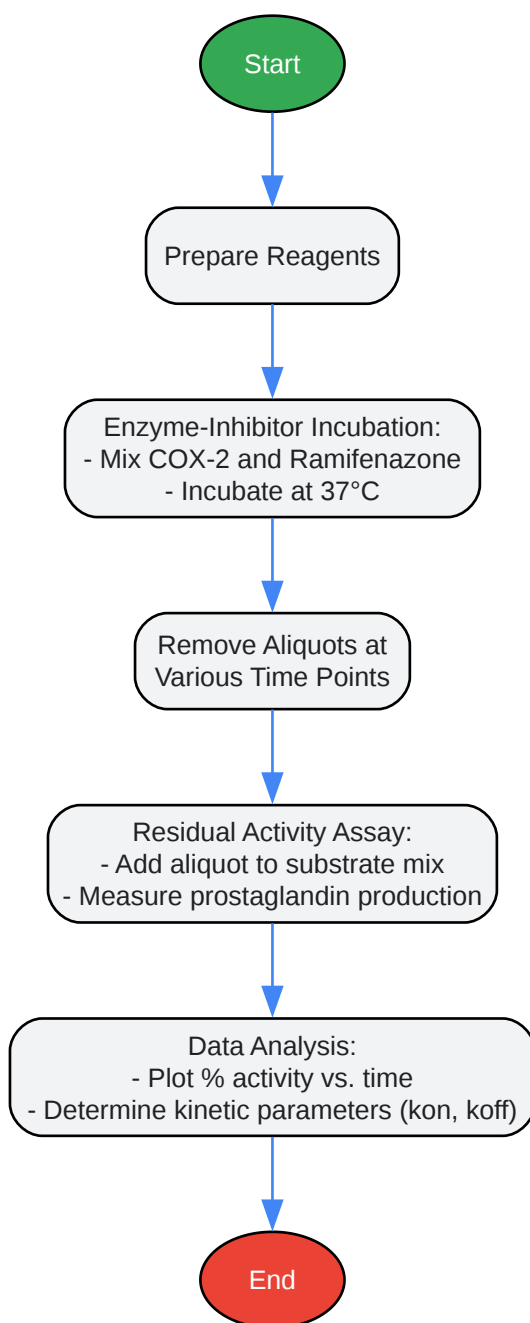 Start
Prepare Reagents
Enzyme-Inhibitor Incubation:
- Mix COX-2 and Ramifenazone
- Incubate at 37°C
Remove Aliquots at
Various Time Points
Residual Activity Assay:
- Add aliquot to substrate mix
- Measure prostaglandin production
Data Analysis:
- Plot % activity vs. time
- Determine kinetic parameters (kon, koff)
End